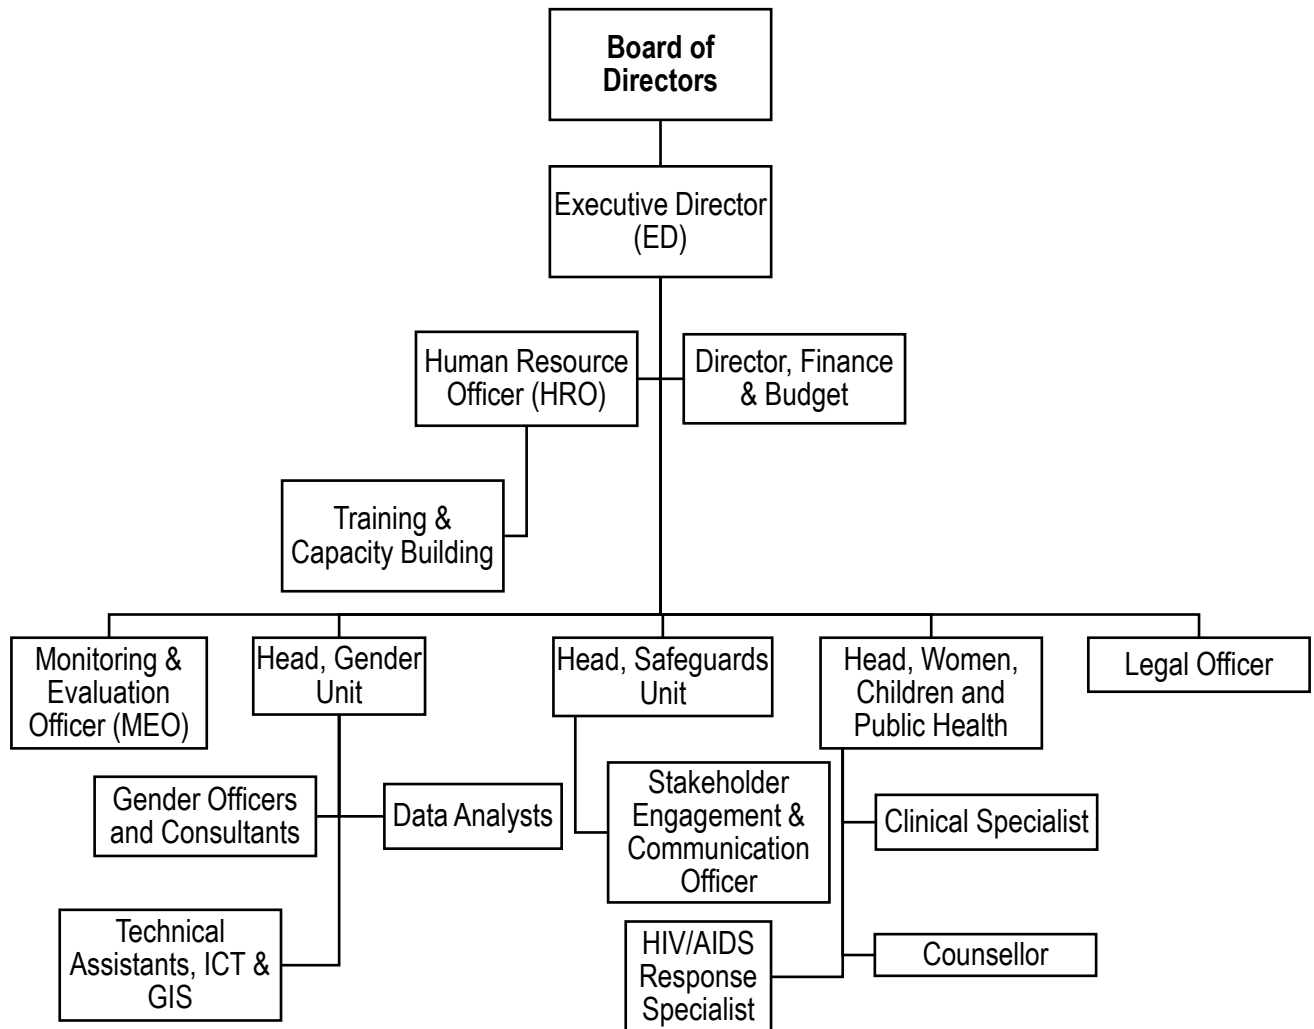 Board of
Directors
Executive Director
(ED)
Human Resource
Officer (HRO)
Director, Finance
& Budget
Training &
Capacity Building
Monitoring &
Evaluation
Officer (MEO)
Head, Gender
Unit
Head, Safeguards
Unit
Head, Women,
Children and
Public Health
Legal Officer
Gender Officers
and Consultants
Data Analysts
Stakeholder
Engagement &
Communication
Officer
Clinical Specialist
Technical
Assistants, ICT &
GIS
HIV/AIDS
Response
Specialist
Counsellor